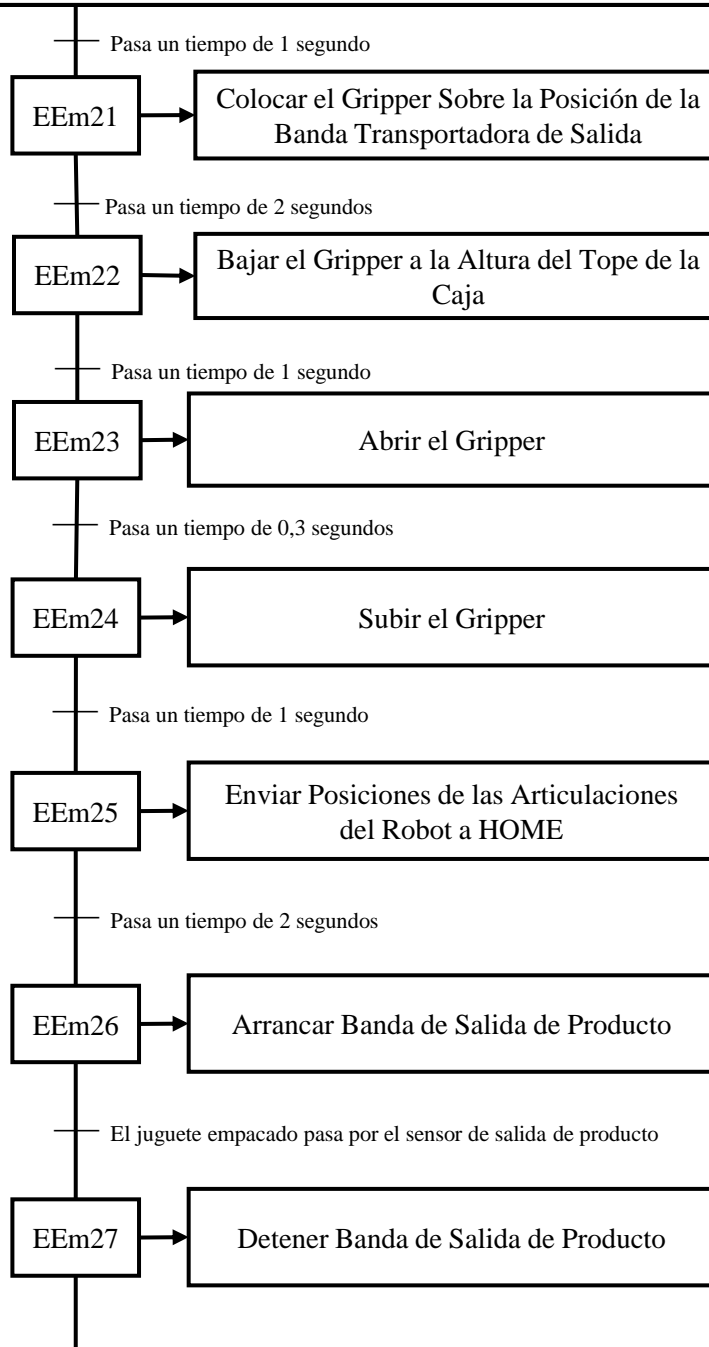 Pasa un tiempo de 1 segundo
EEm21
Colocar el Gripper Sobre la Posición de la
Banda Transportadora de Salida
Pasa un tiempo de 2 segundos
EEm22
Bajar el Gripper a la Altura del Tope de la
Caja
Pasa un tiempo de 1 segundo
EEm23
Abrir el Gripper
Pasa un tiempo de 0,3 segundos
EEm24
Subir el Gripper
Pasa un tiempo de 1 segundo
EEm25
Enviar Posiciones de las Articulaciones
del Robot a HOME
Pasa un tiempo de 2 segundos
EEm26
Arrancar Banda de Salida de Producto
El juguete empacado pasa por el sensor de salida de producto
EEm27
Detener Banda de Salida de Producto